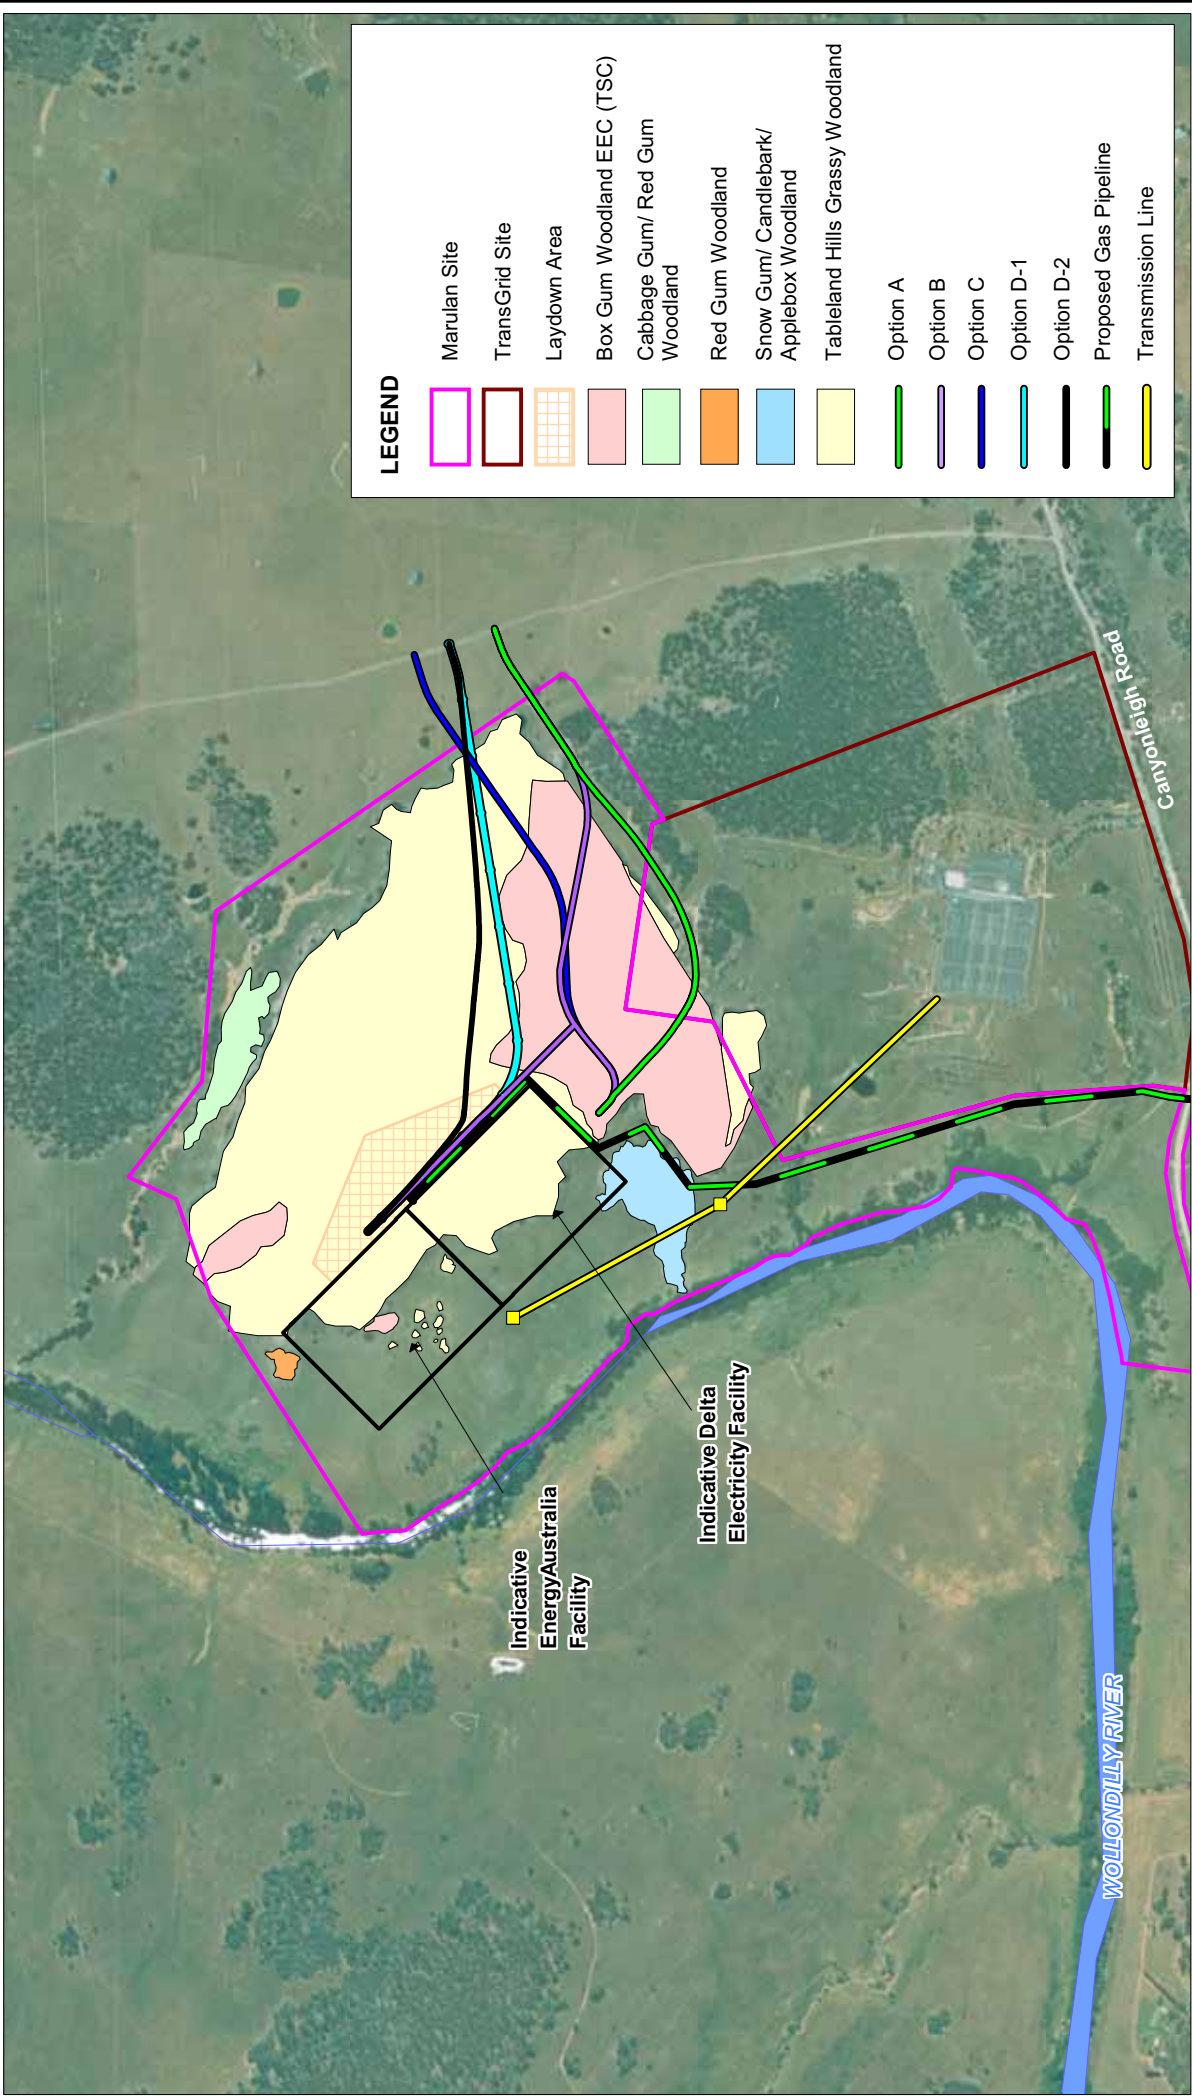 LEGEND
Marulan Site
TransGrid Site
Laydown Area
Box Gum Woodland EEC (TSC)
Cabbage Gum/ Red Gum
Woodland
Red Gum Woodland
Snow Gum/ Candlebark/
Applebox Woodland
Tableland Hills Grassy Woodland
Option A
Option B
Option C
Option D-1
Option D-2
Proposed Gas Pipeline
Transmission Line
Canyonleigh Road
Indicative Delta
Electricity Facility
Indicative
EnergyAustralia
Facility
WOLLONDILLY RIVER